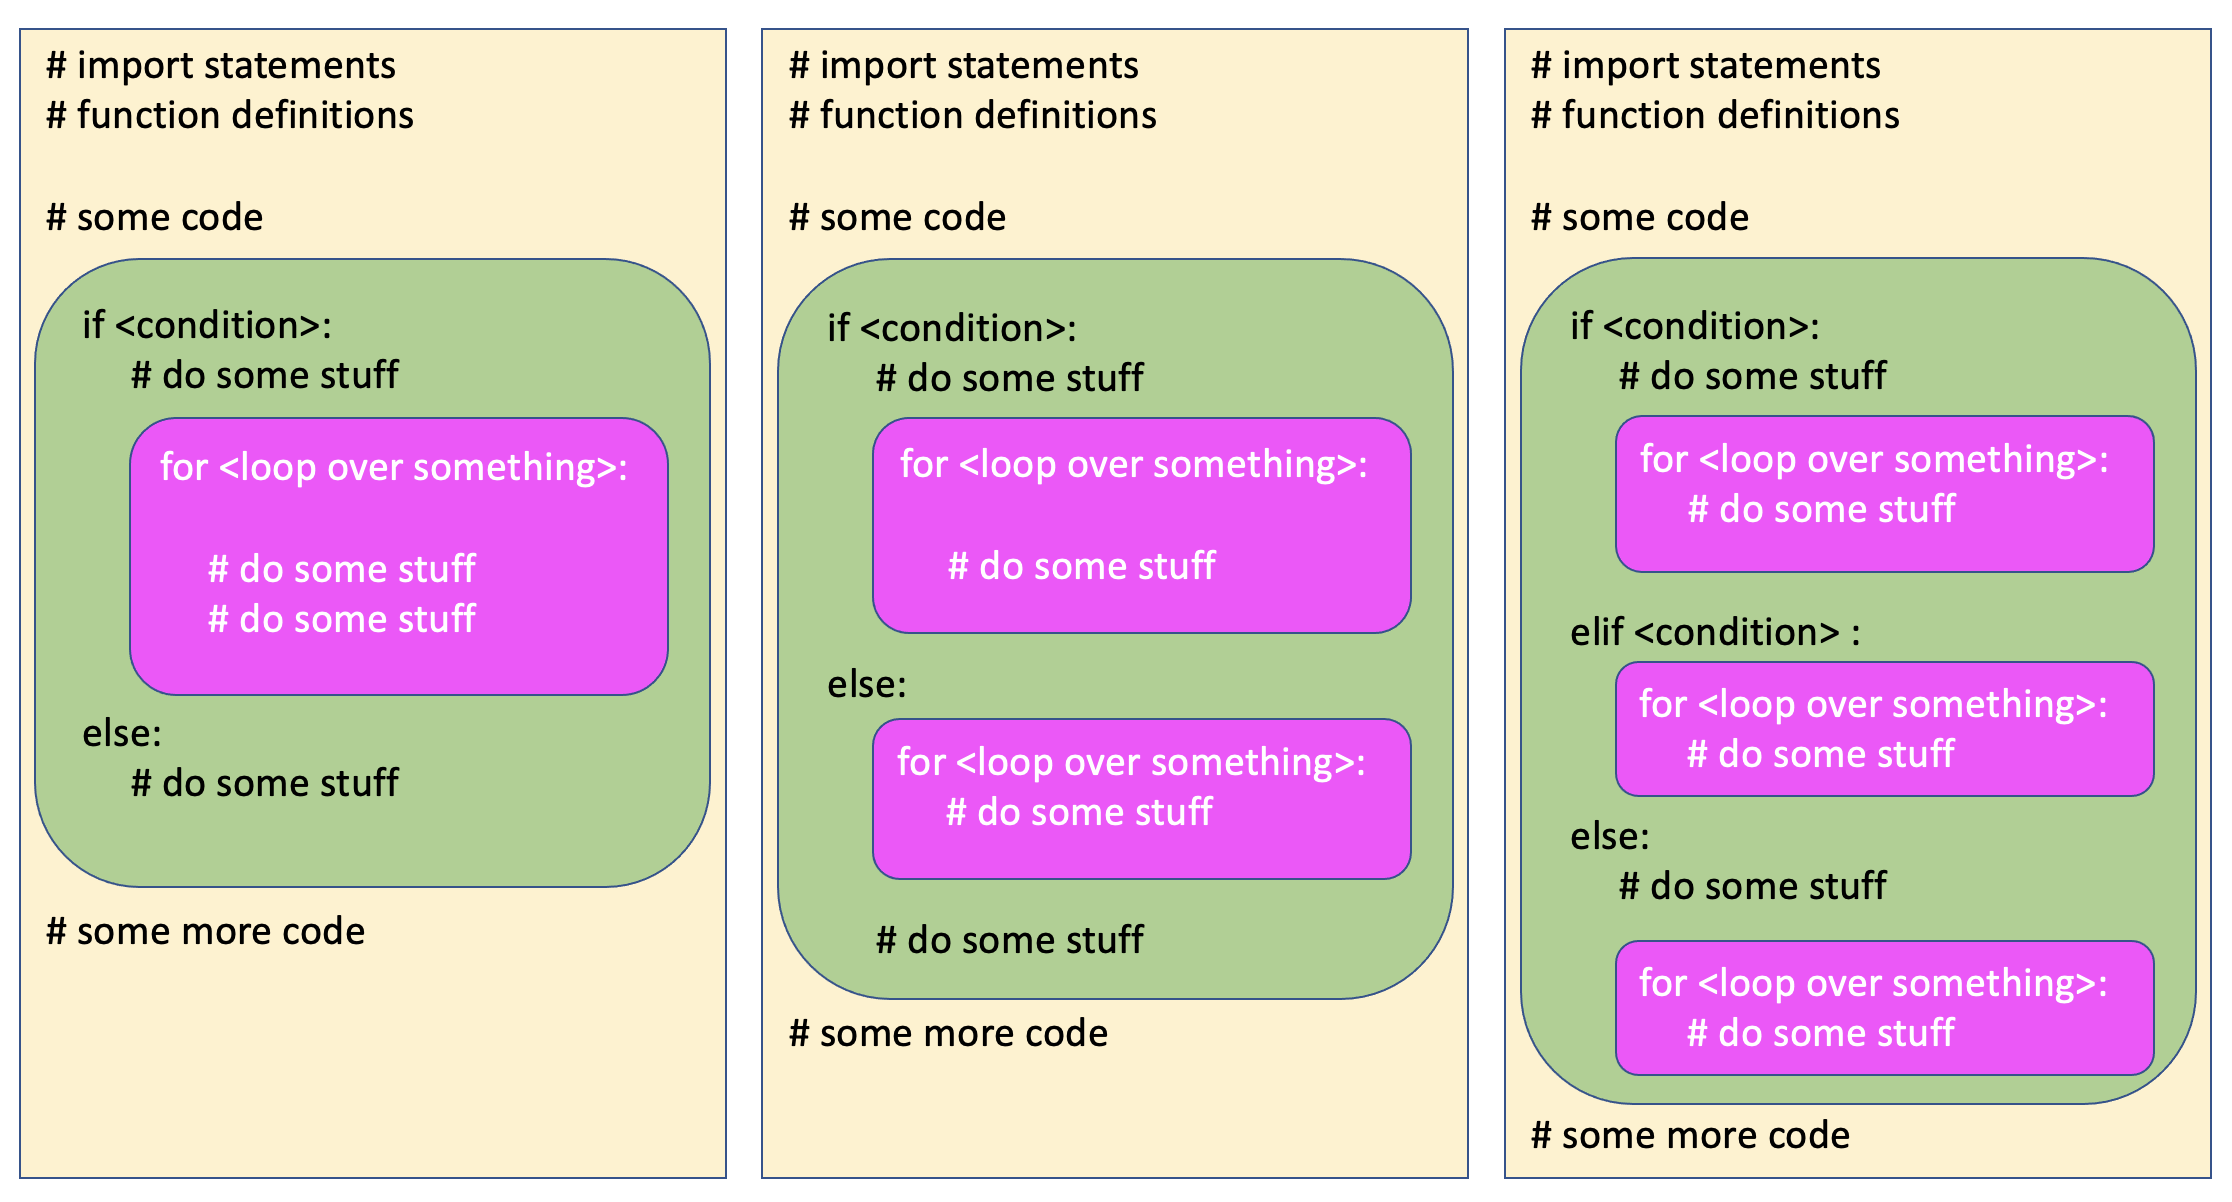 # import statements
# function definitions
# some code
if <condition>:
# do some stuff
for <loop over something>:
# do some stuff
# do some stuff
else:
# do some stuff
# some more code
# import statements
# function definitions
# some code
if <condition>:
# do some stuff
for <loop over something>:
# do some stuff
else:
for <loop over something>:
# do some stuff
# do some stuff
# some more code
# import statements
# function definitions
# some code
if <condition>:
# do some stuff
for <loop over something>:
# do some stuff
elif <condition> :
for <loop over something>:
# do some stuff
else:
# do some stuff
for <loop over something>:
# do some stuff
# some more code